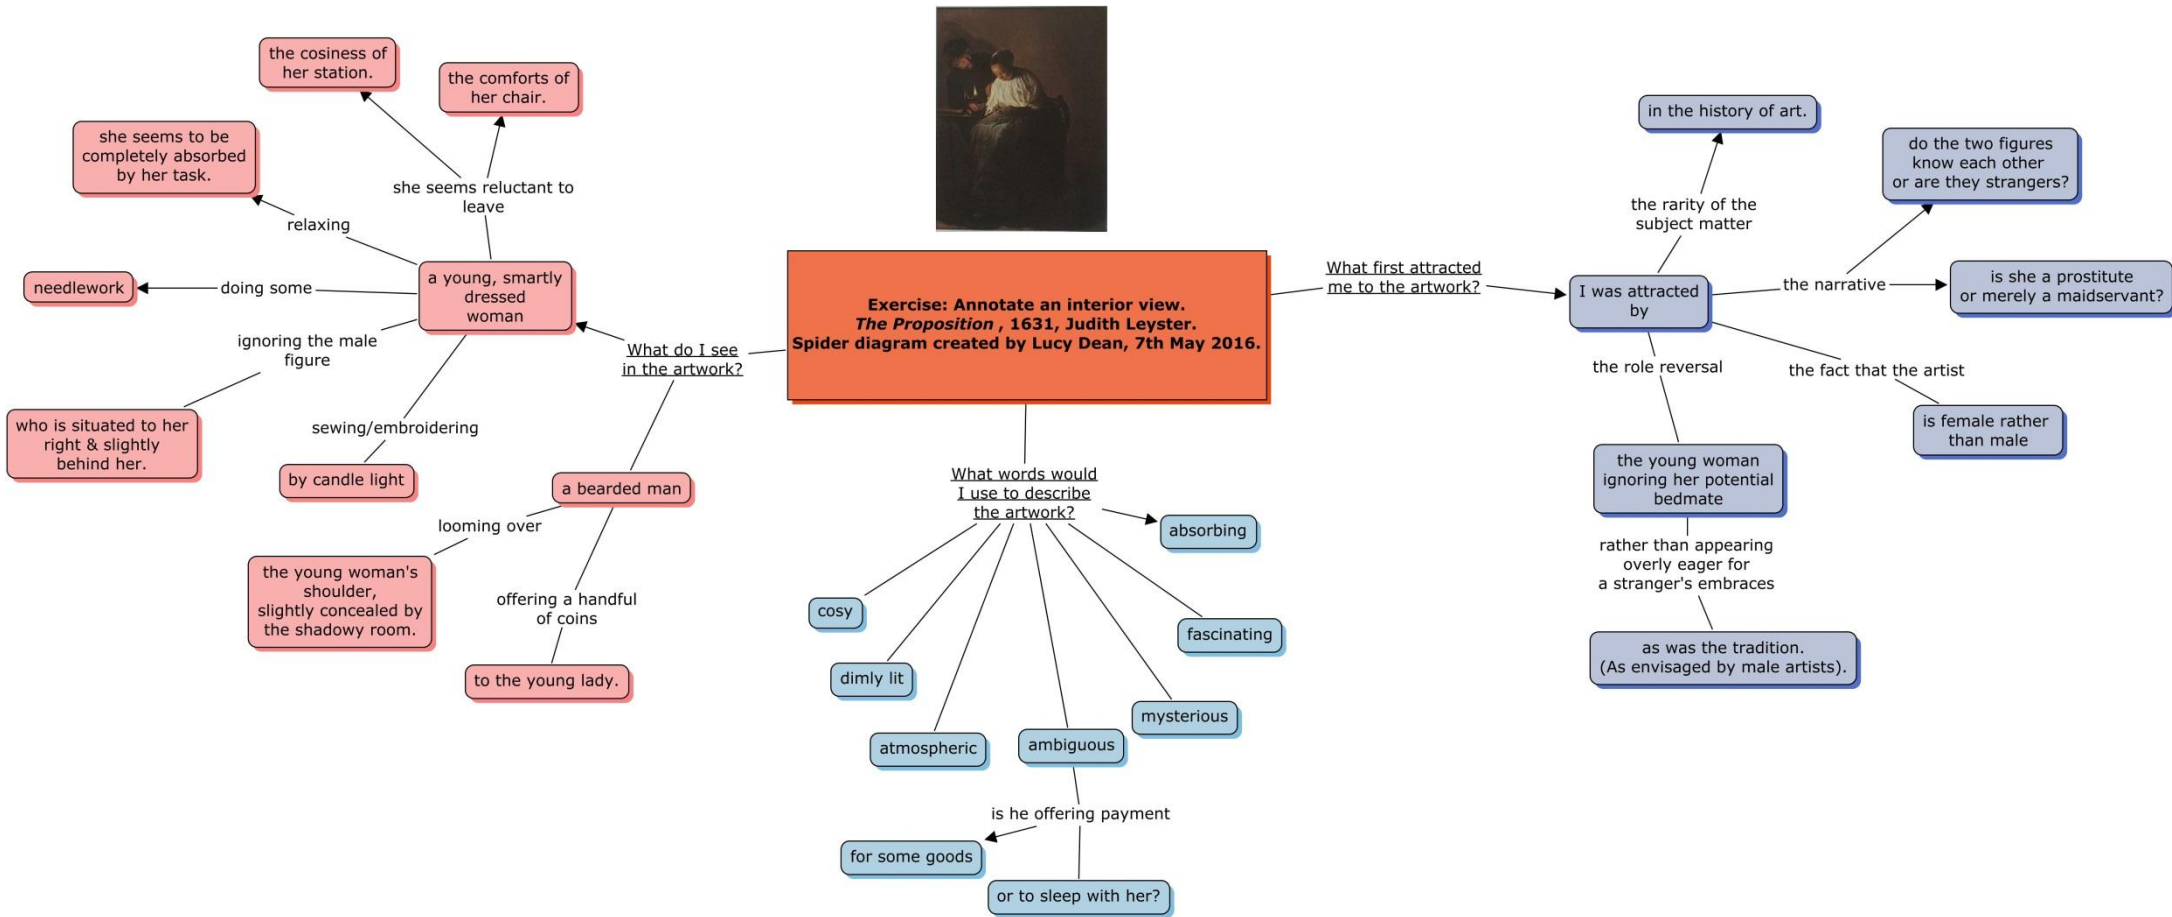 Exercise: Annotate an interior view.
The Proposition , 1631, Judith Leyster.
Spider diagram created by Lucy Dean, 7th May 2016.
What do I see
in the artwork?
a young, smartly
dressed
woman
she seems reluctant to
leave
the cosiness of
her station.
the comforts of
her chair.
relaxing
she seems to be
completely absorbed
by her task.
doing some
needlework
ignoring the male
figure
who is situated to her
right & slightly
behind her.
sewing/embroidering
by candle light
a bearded man
looming over
the young woman's
shoulder,
slightly concealed by
the shadowy room.
offering a handful
of coins
to the young lady.
What words would
I use to describe
the artwork?
cosy
dimly lit
atmospheric
ambiguous
is he offering payment
for some goods
or to sleep with her?
mysterious
fascinating
absorbing
What first attracted
me to the artwork?
I was attracted
by
the rarity of the
subject matter
in the history of art.
the narrative
do the two figures
know each other
or are they strangers?
is she a prostitute
or merely a maidservant?
the fact that the artist
is female rather
than male
the role reversal
the young woman
ignoring her potential
bedmate
rather than appearing
overly eager for
a stranger's embraces
as was the tradition.
(As envisaged by male artists).